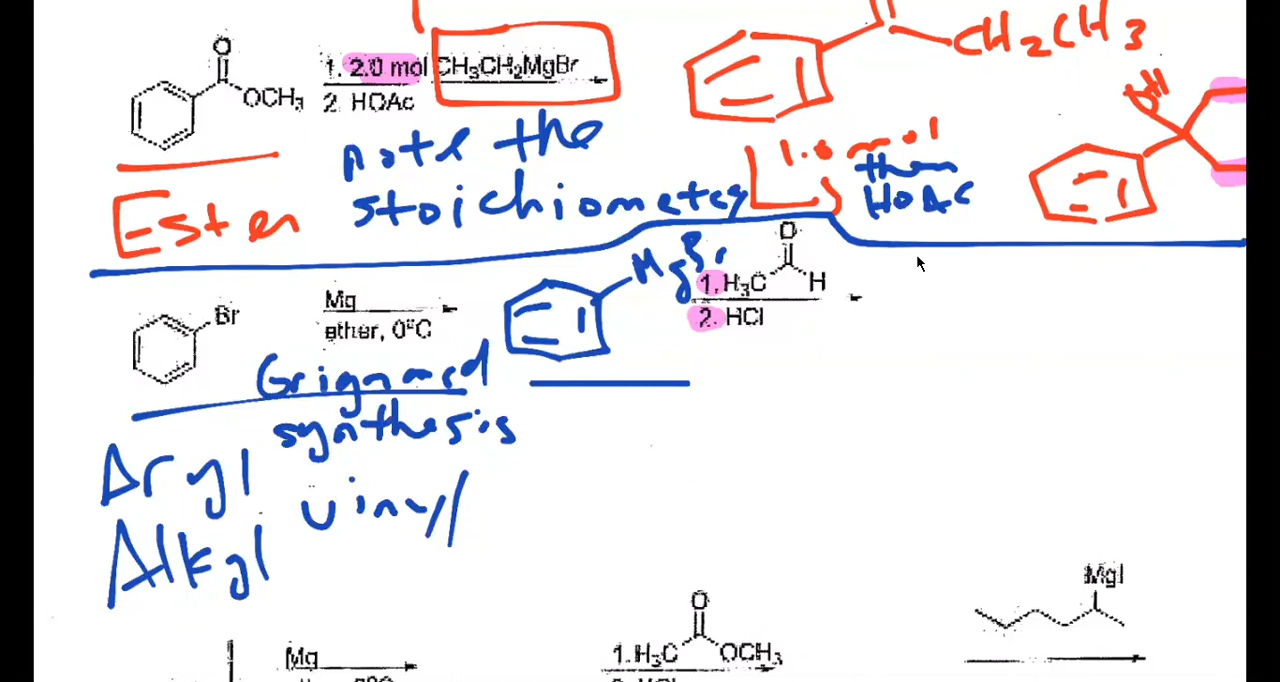 O
1. 2.0 mol CH3CH2MgBr
OCH3 2. HOAc
CH2CH3
OH
note the
stoichiometry
1.0 mol
then
HOAC
Ester
Br
Mg
ether, 0°C
MgBr
O
1. H3C H
2. HCl
Grignard
synthesis
Aryl
vinyl
Alkyl
MgI
O
Mg
1. H3C OCH3